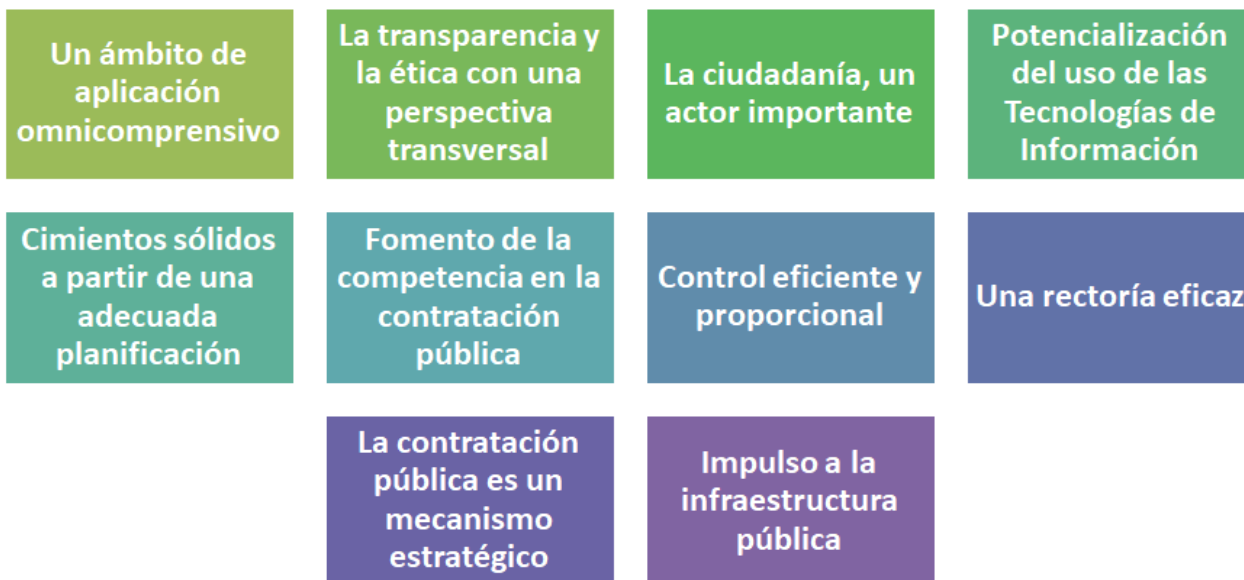 Un ámbito de
aplicación
omnicomprensivo
La transparencia y
la ética con una
perspectiva
transversal
La ciudadanía, un
actor importante
Potencialización
del uso de las
Tecnologías de
Información
Cimientos sólidos
a partir de una
adecuada
planificación
Fomento de la
competencia en la
contratación
pública
Control eficiente y
proporcional
Una rectoría eficaz
La contratación
pública es un
mecanismo
estratégico
Impulso a la
infraestructura
pública